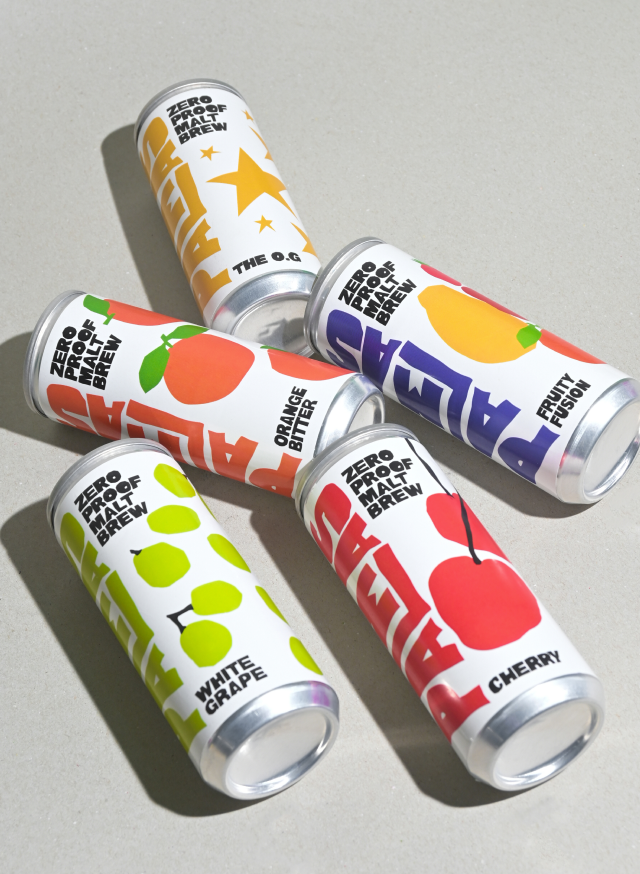 ZERO
PROOF
MALT
BREW
THE O.G
ZERO
PROOF
MALT
BREW
FRUITY
FUSION
ZERO
PROOF
MALT
BREW
ORANGE
BITTER
ZERO
PROOF
MALT
BREW
WHITE
GRAPE
ZERO
PROOF
MALT
BREW
CHERRY